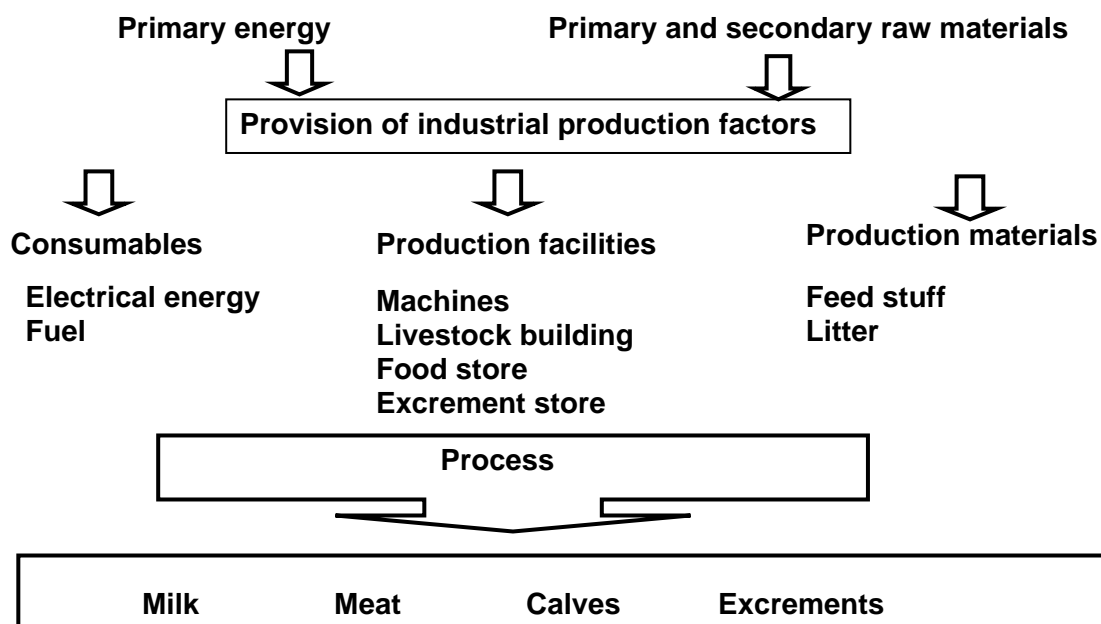 Primary energy
Primary and secondary raw materials
Provision of industrial production factors
Consumables
Electrical energy
Fuel
Production facilities
Machines
Livestock building
Food store
Excrement store
Production materials
Feed stuff
Litter
Process
Milk Meat Calves Excrements